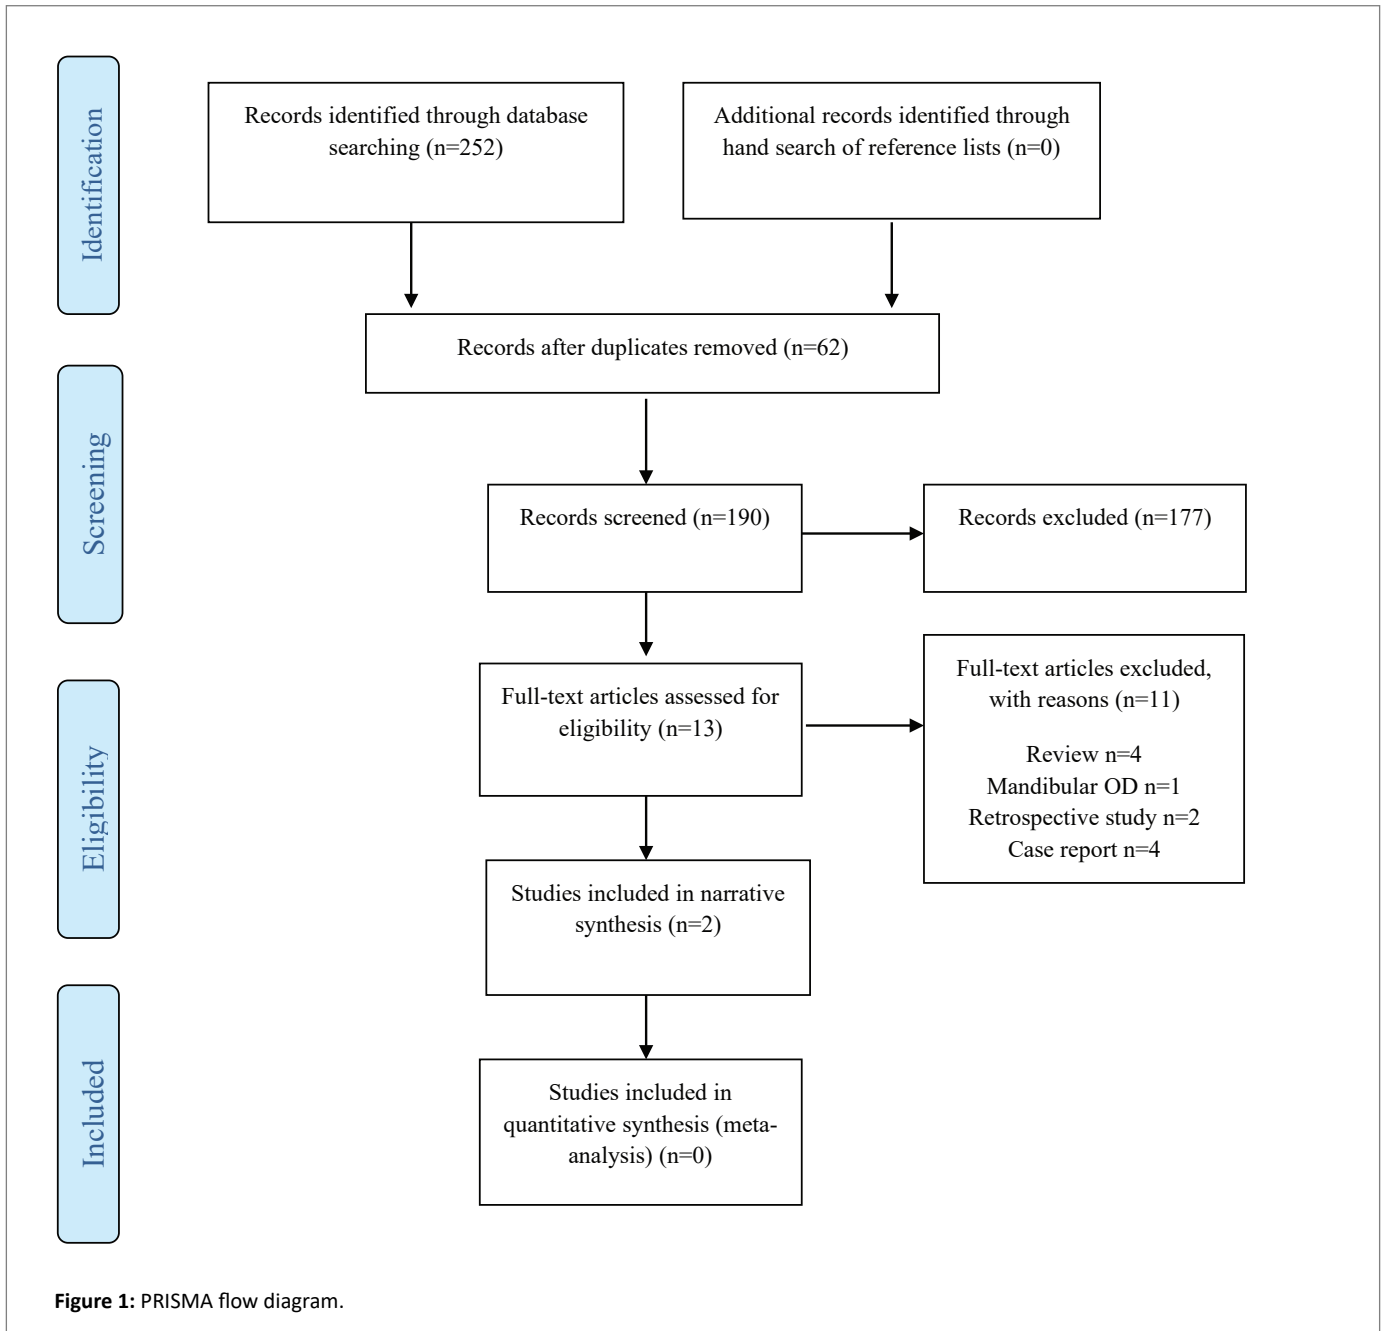 Identification
Records identified through database
searching (n=252)
Additional records identified through
hand search of reference lists (n=0)
Records after duplicates removed (n=62)
Screening
Records screened (n=190)
Records excluded (n=177)
Eligibility
Full-text articles assessed for
eligibility (n=13)
Full-text articles excluded,
with reasons (n=11)
Review n=4
Mandibular OD n=1
Retrospective study n=2
Case report n=4
Studies included in narrative
synthesis (n=2)
Included
Studies included in
quantitative synthesis (meta-
analysis) (n=0)
Figure 1: PRISMA flow diagram.